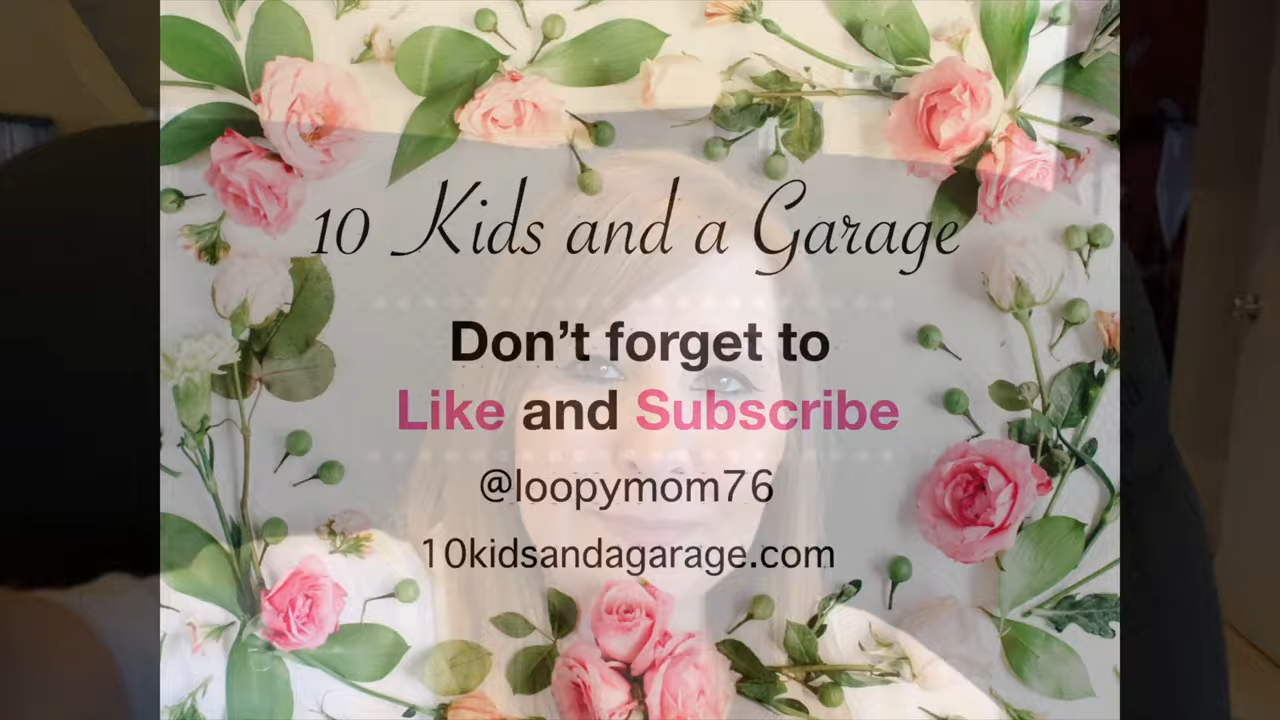 10 Kids and a Garage
Don't forget to
Like and Subscribe
@loopymom76
10kidsandagarage.com